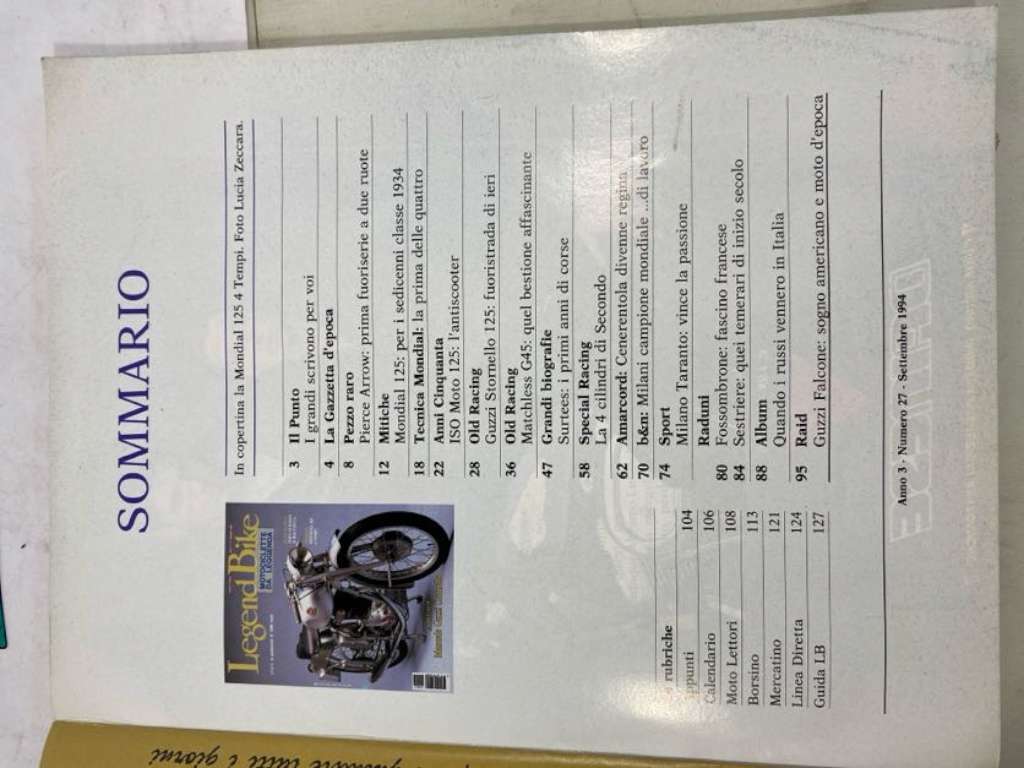 SOMMARIO
In copertina la Mondial 125 4 Tempi. Foto Lucia Zeccara.
3 Il Punto
I grandi scrivono per voi
4 La Gazzetta d'epoca
8 Pezzo raro
Pierce Arrow: prima fuoriserie a due ruote
12 Mitiche
Mondial 125: per i sedicenni classe 1934
18 Tecnica Mondial: la prima delle quattro
22 Anni Cinquanta
ISO Moto 125: l'antiscooter
28 Old Racing
Guzzi Stornello 125: fuoristrada di ieri
36 Old Racing
Matchless G45: quel bestione affascinante
47 Grandi biografie
Surtees: i primi anni di corse
58 Special Racing
La 4 cilindri di Secondo
62 Amarcord: Cenerentola divenne regina
70 b&n: Milani campione mondiale ...di lavoro
74 Sport
Milano Taranto: vince la passione
Raduni
80 Fossombrone: fascino francese
84 Sestriere: quei temerari di inizio secolo
88 Album
Quando i russi vennero in Italia
95 Raid
Guzzi Falcone: sogno americano e moto d'epoca
LegendBike
MOTOCICLETTE
DA LEGGENDA
rubriche
ppunti 104
Calendario 106
Moto Lettori 108
Borsino 113
Mercatino 121
Linea Diretta 124
Guida LB 127
Anno 3 - Numero 27 - Settembre 1994
tutti i giorni